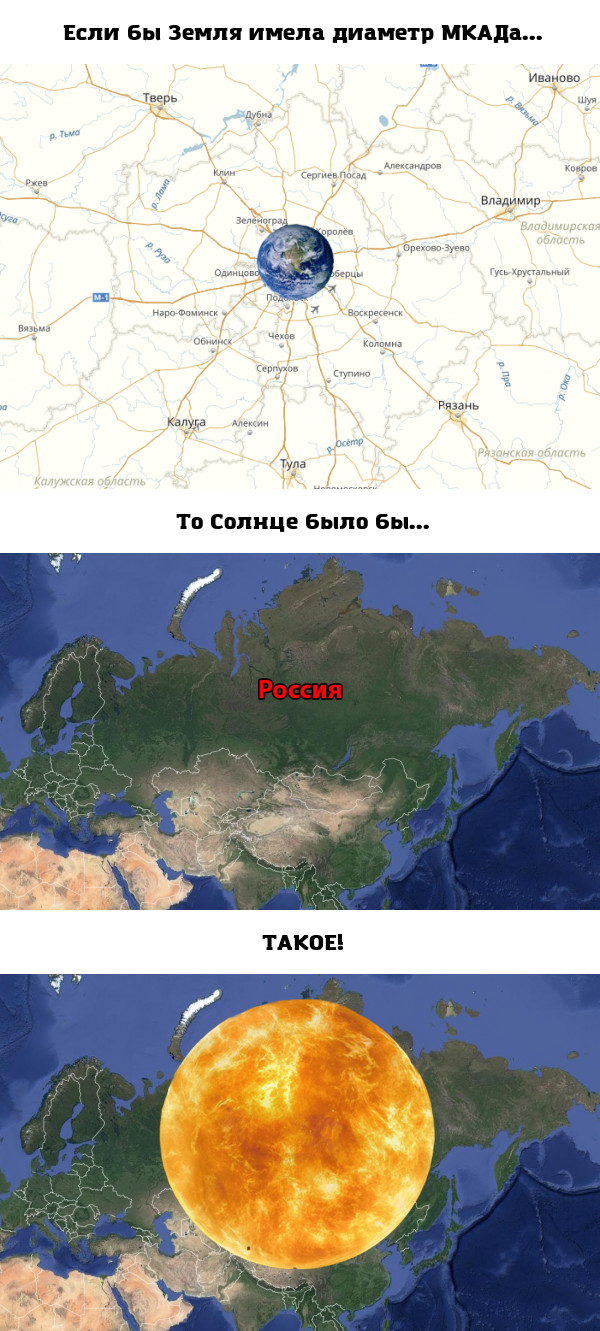 Если бы Земля имела диаметр МКАДа...
Иваново
Тверь
Шуя
Дубна
р. Вязьма
р. Тьма
Клин
Александров
Сергиев Посад
Ковров
Ржев
р. Лама
Владимир
Зеленоград
Королёв
Владимирская
область
р. Руза
Орехово-Зуево
Одинцово
Гусь-Хрустальный
М-1
Наро-Фоминск
Воскресенск
Вязьма
Обнинск
Чехов
Коломна
Серпухов
Ступино
р. Пра
р. Ока
Рязань
Калуга
Алексин
р. Осётр
Тула
Рязанская область
Калужская область
То Солнце было бы...
Россия
ТАКОЕ!